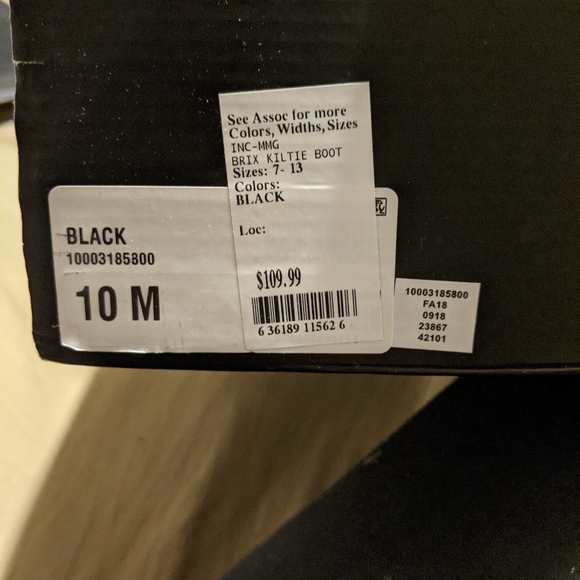 See Assoc for more
Colors, Widths, Sizes
INC-MMG
BRIX KILTIE BOOT
Sizes: 7- 13
Colors:
BLACK
Loc:
$109.99
6 36189 11562 6
BLACK
10003185800
10 M
10003185800
FA18
0918
23867
42101